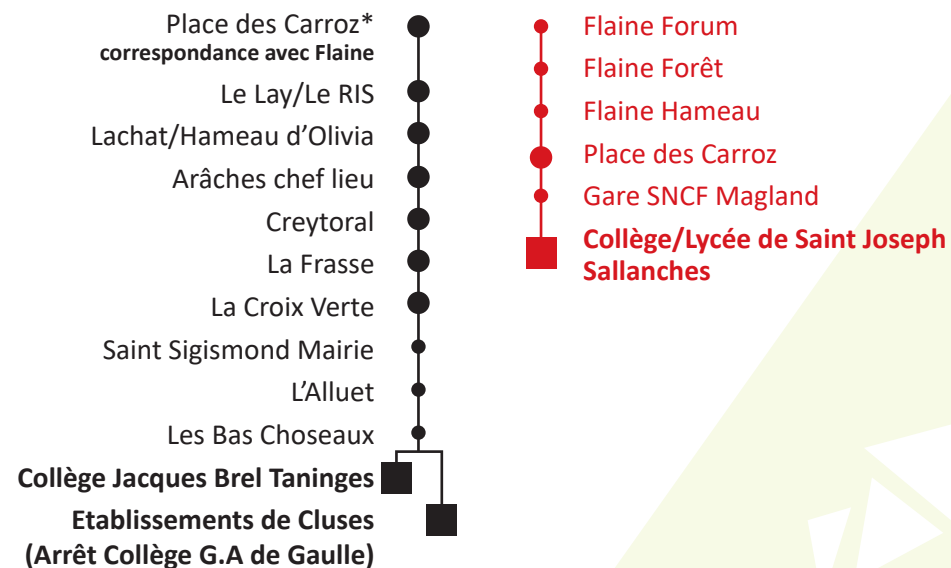 Place des Carroz*
correspondance avec Flaine
Le Lay/Le RIS
Lachat/Hameau d'Olivia
Arâches chef lieu
Creytoral
La Frasse
La Croix Verte
Saint Sigismond Mairie
L'Alluet
Les Bas Choseaux
Collège Jacques Brel Taninges
Etablissements de Cluses
(Arrêt Collège G.A de Gaulle)
Flaine Forum
Flaine Forêt
Flaine Hameau
Place des Carroz
Gare SNCF Magland
Collège/Lycée de Saint Joseph
Sallanches